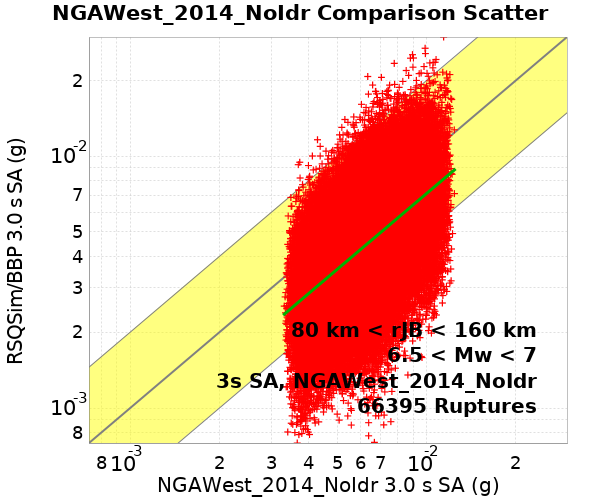 NGAWest_2014_NoIdr Comparison Scatter
RSQSim/BBP 3.0 s SA (g)
2
10-2
7
5
4
3
2
10-3
8
80 km < rJB < 160 km
6.5 < Mw < 7
3s SA, NGAWest_2014_NoIdr
66395 Ruptures
8 10-3 2 3 4 5 6 7 10-2 2
NGAWest_2014_NoIdr 3.0 s SA (g)